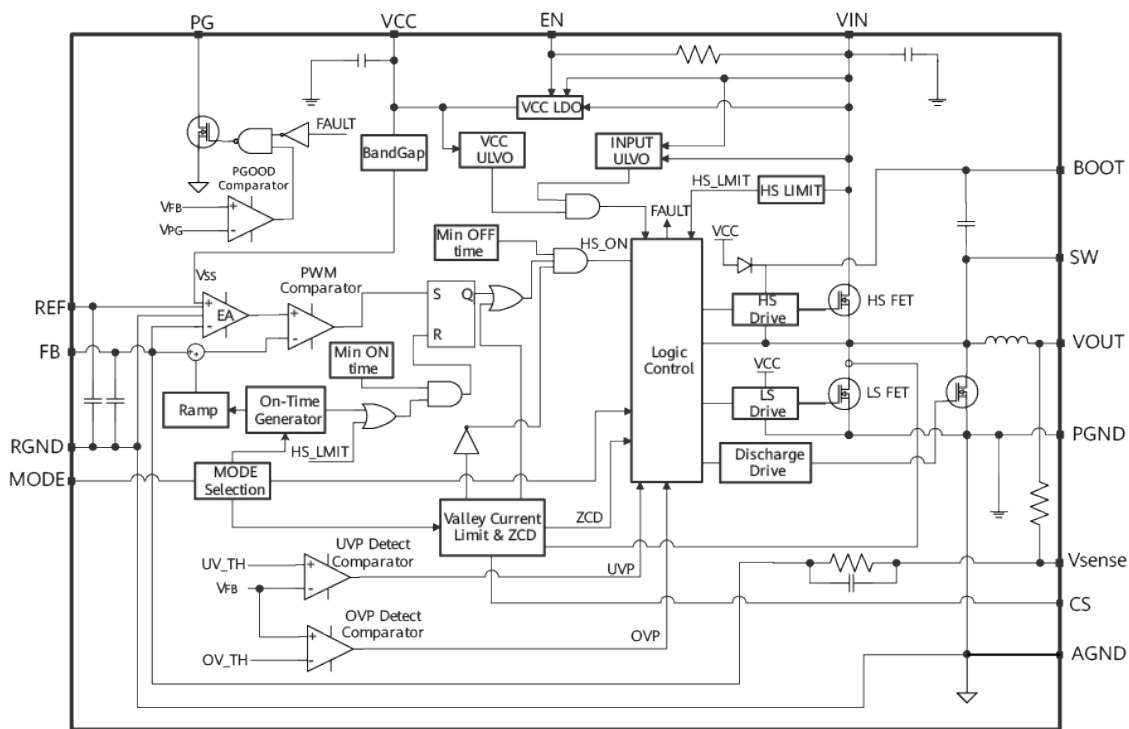 PG
VCC
EN
VIN
VCC LDO
FAULT
BandGap
VCC
ULVO
INPUT
ULVO
PGOOD
Comparator
HS_LMIT
HS LIMIT
BOOT
VFB
VPG
FAULT
Min OFF
time
HS_ON
VCC
SW
Vss
PWM
Comparator
REF
EA
S
Q
R
HS
Drive
HS FET
FB
Min ON
time
Logic
Control
VOUT
VCC
Ramp
On-Time
Generator
LS
Drive
LS FET
RGND
HS_LMIT
PGND
MODE
MODE
Selection
Discharge
Drive
Valley Current
Limit & ZCD
ZCD
UVP Detect
Comparator
UV_TH
VFB
UVP
Vsense
CS
OVP Detect
Comparator
OVP
OV_TH
AGND
+
-
+
-
+
-
+
+
+
-
+
-